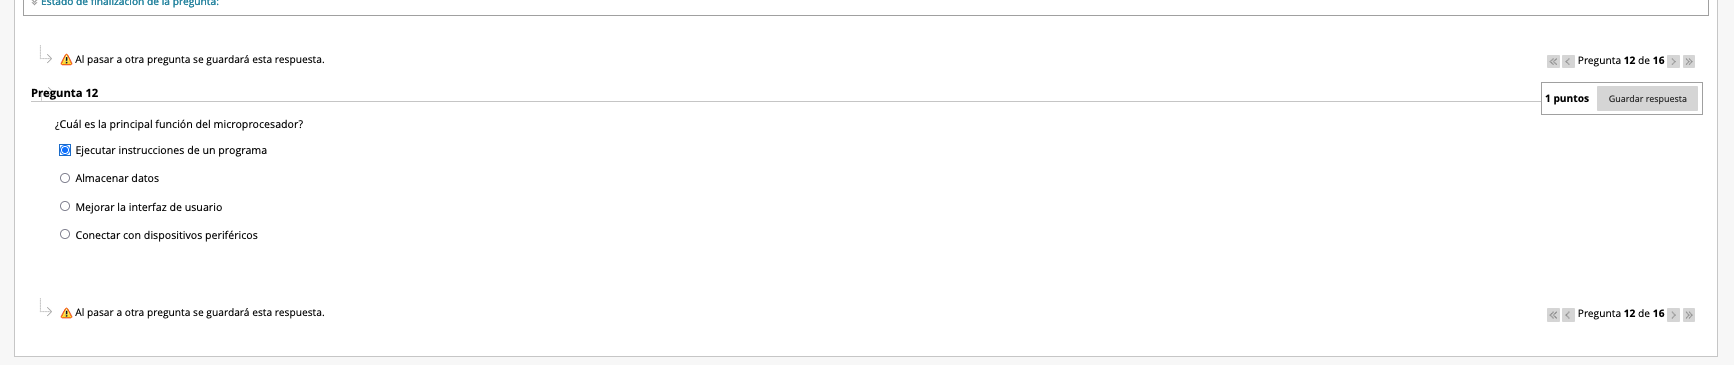 Estado de finalización de la pregunta:
Al pasar a otra pregunta se guardará esta respuesta.
Pregunta 12 de 16
Pregunta 12
1 puntos
Guardar respuesta
¿Cuál es la principal función del microprocesador?
Ejecutar instrucciones de un programa
Almacenar datos
Mejorar la interfaz de usuario
Conectar con dispositivos periféricos
Al pasar a otra pregunta se guardará esta respuesta.
Pregunta 12 de 16